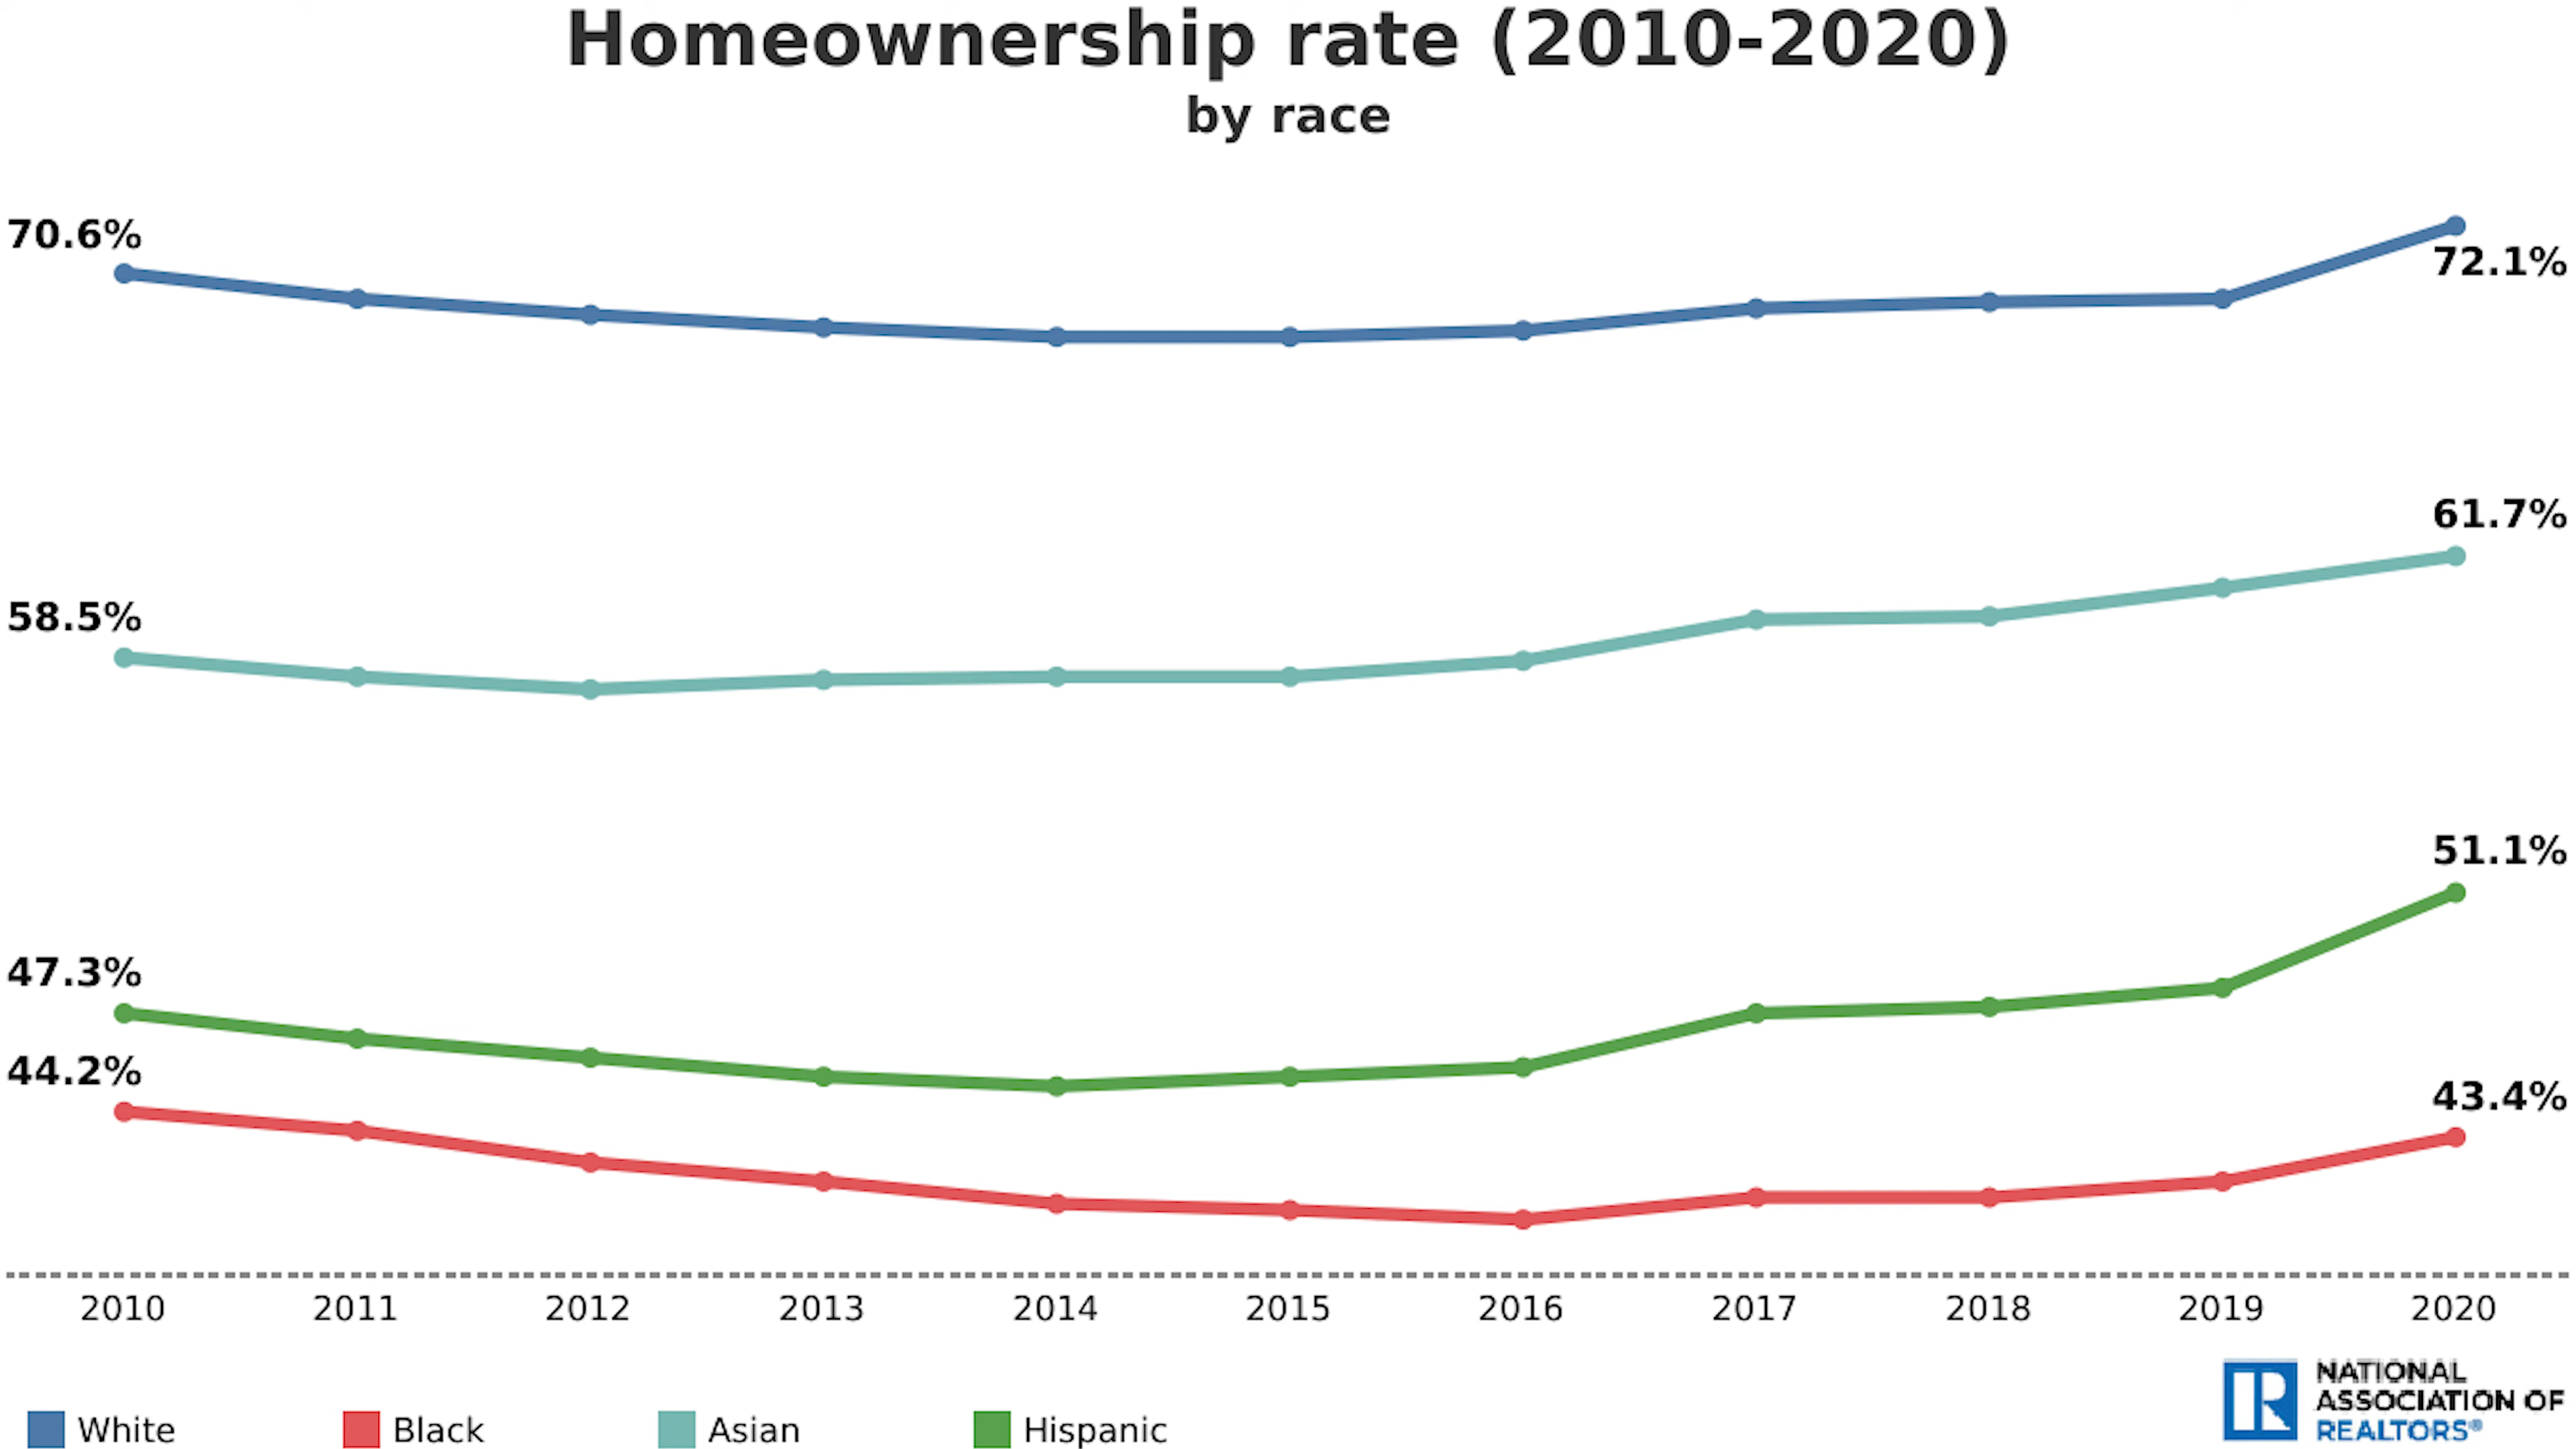 Homeownership rate (2010-2020)
by race
70.6%
72.1%
61.7%
58.5%
51.1%
47.3%
44.2%
43.4%
2010 2011 2012 2013 2014 2015 2016 2017 2018 2019 2020
White Black Asian Hispanic
NATIONAL
ASSOCIATION OF
REALTORS®